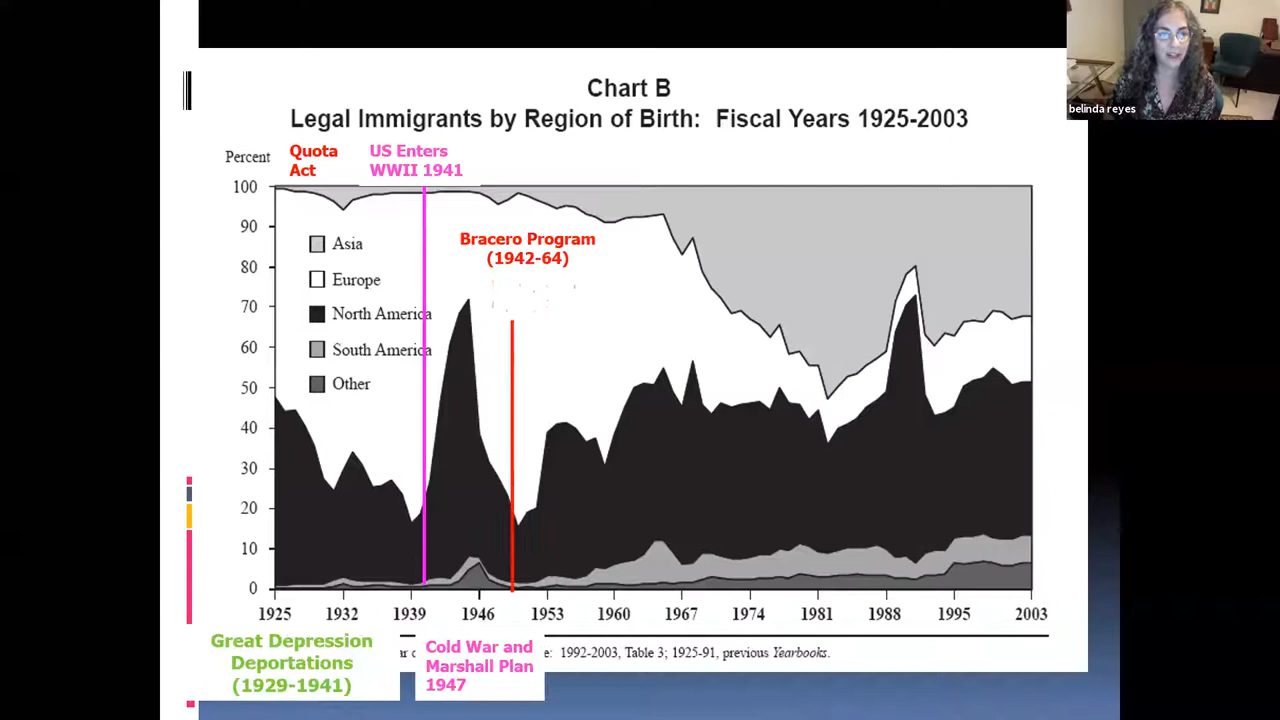 belinda reyes
Chart B
Legal Immigrants by Region of Birth: Fiscal Years 1925-2003
Percent
Quota
Act
US Enters
WWII 1941
100
90
80
70
60
50
40
30
20
10
0
Asia
Europe
North America
South America
Other
Bracero Program
(1942-64)
1925 1932 1939 1946 1953 1960 1967 1974 1981 1988 1995 2003
Great Depression
Deportations
(1929-1941)
Cold War and
Marshall Plan
1947
1992-2003, Table 3; 1925-91, previous Yearbooks.